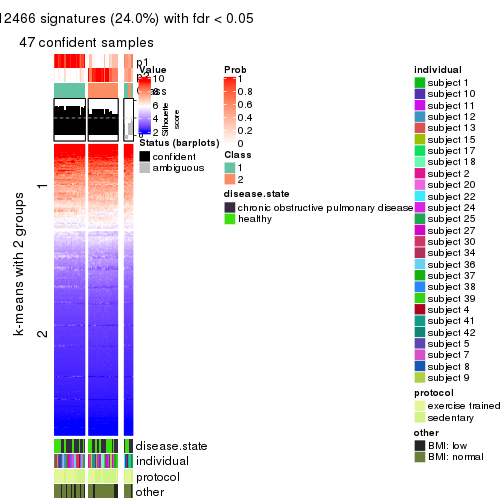 12466 signatures (24.0%) with fdr < 0.05
47 confident samples
p1
p2
Class
Silhouette
score
k-means with 2 groups
1
2
disease.state
individual
protocol
other
Value
10
8
6
4
2
Status (barplots)
confident
ambiguous
Prob
1
0.8
0.6
0.4
0.2
0
Class
1
2
disease.state
chronic obstructive pulmonary disease
healthy
individual
subject 1
subject 10
subject 11
subject 12
subject 13
subject 15
subject 17
subject 18
subject 2
subject 20
subject 22
subject 24
subject 25
subject 27
subject 30
subject 34
subject 36
subject 37
subject 38
subject 39
subject 4
subject 41
subject 42
subject 5
subject 7
subject 8
subject 9
protocol
exercise trained
sedentary
other
BMI: low
BMI: normal